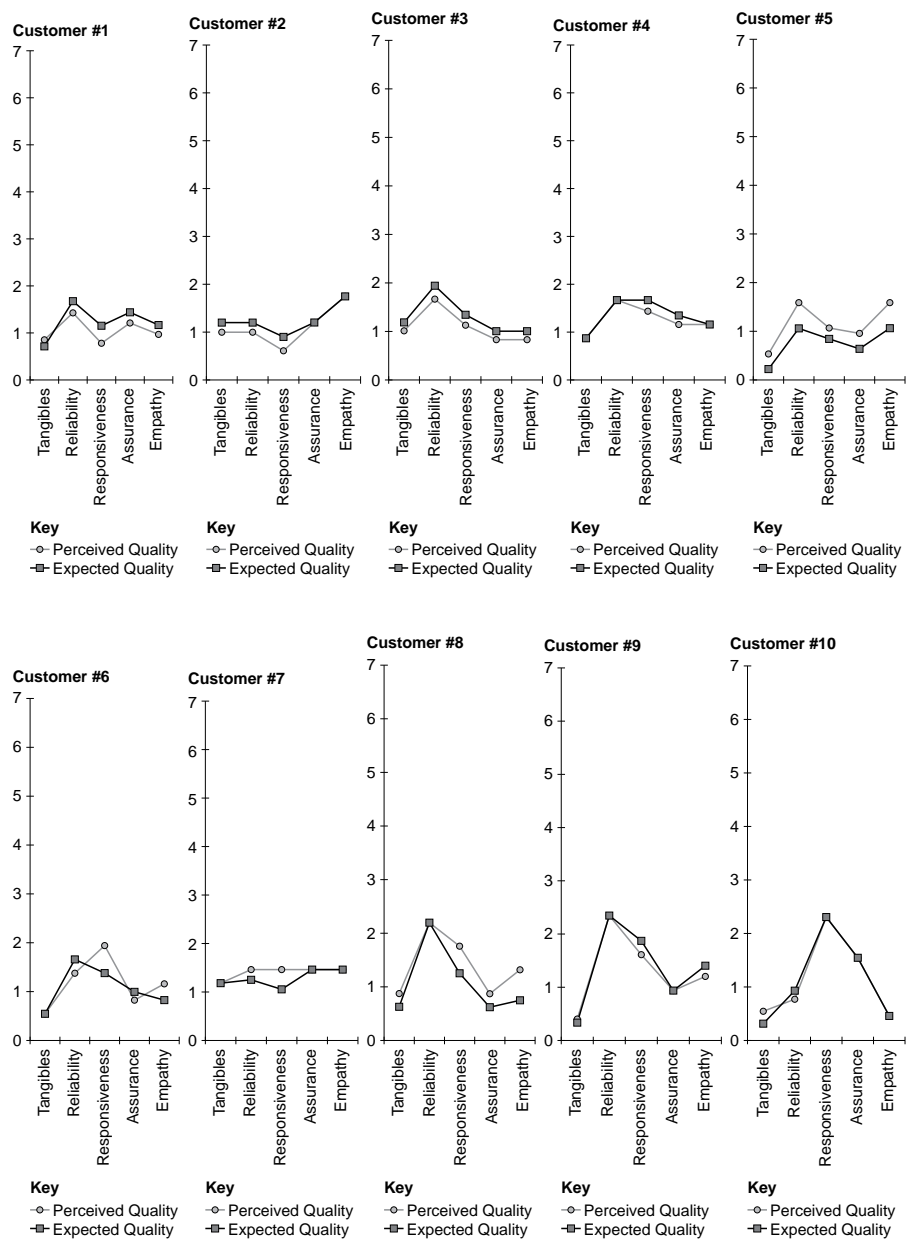 Customer #1
7
6
5
4
3
2
1
0
Tangibles
Reliability
Responsiveness
Assurance
Empathy
Key
Perceived Quality
Expected Quality
Customer #2
7
6
5
4
3
2
1
0
Tangibles
Reliability
Responsiveness
Assurance
Empathy
Key
Perceived Quality
Expected Quality
Customer #3
7
6
5
4
3
2
1
0
Tangibles
Reliability
Responsiveness
Assurance
Empathy
Key
Perceived Quality
Expected Quality
Customer #4
7
6
5
4
3
2
1
0
Tangibles
Reliability
Responsiveness
Assurance
Empathy
Key
Perceived Quality
Expected Quality
Customer #5
7
6
5
4
3
2
1
0
Tangibles
Reliability
Responsiveness
Assurance
Empathy
Key
Perceived Quality
Expected Quality
Customer #6
7
6
5
4
3
2
1
0
Tangibles
Reliability
Responsiveness
Assurance
Empathy
Key
Perceived Quality
Expected Quality
Customer #7
7
6
5
4
3
2
1
0
Tangibles
Reliability
Responsiveness
Assurance
Empathy
Key
Perceived Quality
Expected Quality
Customer #8
7
6
5
4
3
2
1
0
Tangibles
Reliability
Responsiveness
Assurance
Empathy
Key
Perceived Quality
Expected Quality
Customer #9
7
6
5
4
3
2
1
0
Tangibles
Reliability
Responsiveness
Assurance
Empathy
Key
Perceived Quality
Expected Quality
Customer #10
7
6
5
4
3
2
1
0
Tangibles
Reliability
Responsiveness
Assurance
Empathy
Key
Perceived Quality
Expected Quality